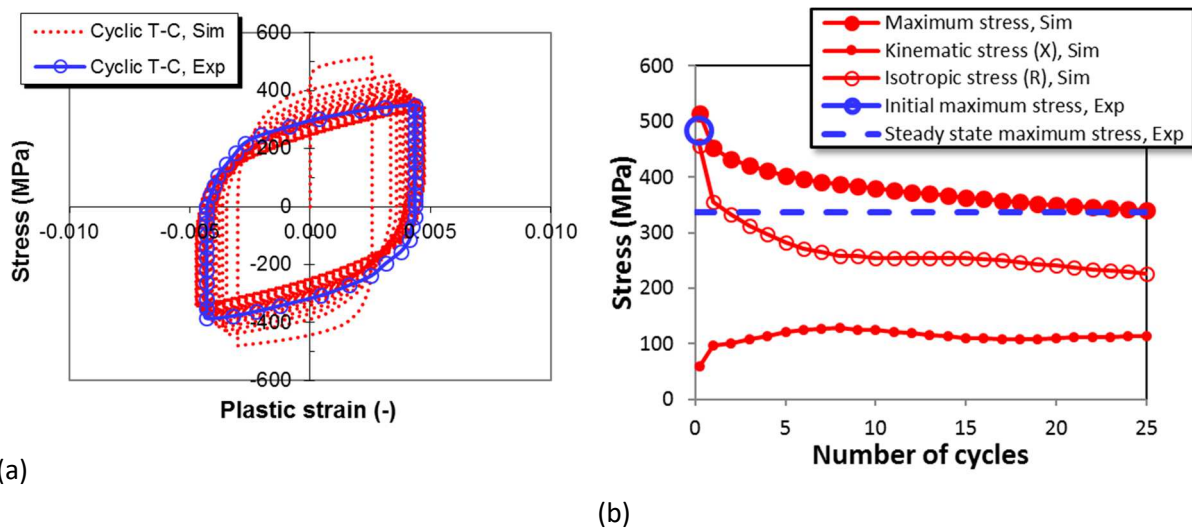 Cyclic T-C, Sim
Cyclic T-C, Exp
600
400
200
0
-200
-400
-600
-0.010
-0.005
0.000
0.005
0.010
Stress (MPa)
Plastic strain (-)
(a)
Maximum stress, Sim
Kinematic stress (X), Sim
Isotropic stress (R), Sim
Initial maximum stress, Exp
Steady state maximum stress, Exp
600
500
400
300
200
100
0
0
5
10
15
20
25
Stress (MPa)
Number of cycles
(b)